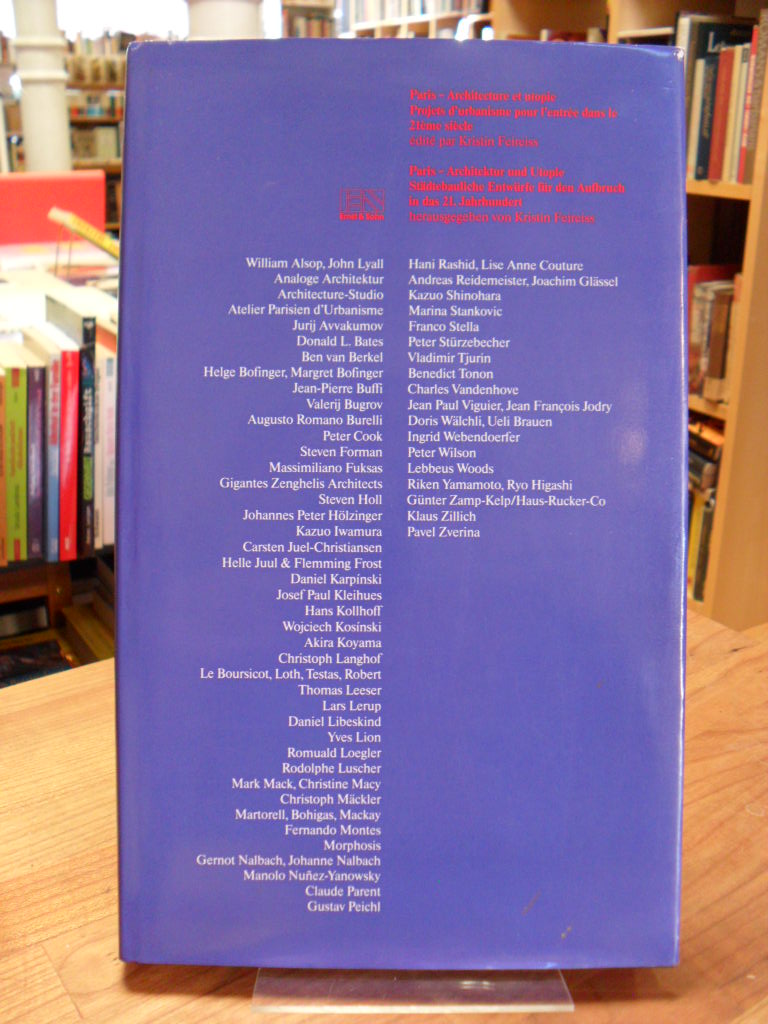 Paris – Architecture et utopie
Projets d'urbanisme pour l'entrée dans le
21ème siècle
édité par Kristin Feireiss
Paris – Architektur und Utopie
Städtebauliche Entwürfe für den Aufbruch
in das 21. Jahrhundert
herausgegeben von Kristin Feireiss
Ernst & Sohn
William Alsop, John Lyall
Analoge Architektur
Architecture-Studio
Atelier Parisien d'Urbanisme
Jurij Avvakumov
Donald L. Bates
Ben van Berkel
Helge Bofinger, Margret Bofinger
Jean-Pierre Buffi
Valerij Bugrov
Augusto Romano Burelli
Peter Cook
Steven Forman
Massimiliano Fuksas
Gigantes Zenghelis Architects
Steven Holl
Johannes Peter Hölzinger
Kazuo Iwamura
Carsten Juel-Christiansen
Helle Juul & Flemming Frost
Daniel Karpínski
Josef Paul Kleihues
Hans Kollhoff
Wojciech Kosínski
Akira Koyama
Christoph Langhof
Le Boursicot, Loth, Testas, Robert
Thomas Leeser
Lars Lerup
Daniel Libeskind
Yves Lion
Romuald Loegler
Rodolphe Luscher
Mark Mack, Christine Macy
Christoph Mäckler
Martorell, Bohigas, Mackay
Fernando Montes
Morphosis
Gernot Nalbach, Johanne Nalbach
Manolo Nuñez-Yanowsky
Claude Parent
Gustav Peichl
Hani Rashid, Lise Anne Couture
Andreas Reidemeister, Joachim Glässel
Kazuo Shinohara
Marina Stankovic
Franco Stella
Peter Stürzebecher
Vladimir Tjurin
Benedict Tonon
Charles Vandenhove
Jean Paul Viguier, Jean François Jodry
Doris Wälchli, Ueli Brauen
Ingrid Webendoerfer
Peter Wilson
Lebbeus Woods
Riken Yamamoto, Ryo Higashi
Günter Zamp-Kelp/Haus-Rucker-Co
Klaus Zillich
Pavel Zverina